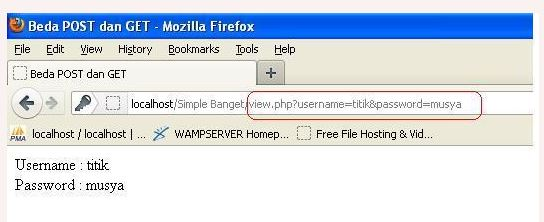 Beda POST dan GET - Mozilla Firefox
File Edit View History Bookmarks Tools Help
Beda POST dan GET +
localhost/Simple Banget/view.php?username=titik&password=musya
PMA localhost / localhost | ... WAMPSERVER Homep... Free File Hosting & Vid...
Username : titik
Password : musya